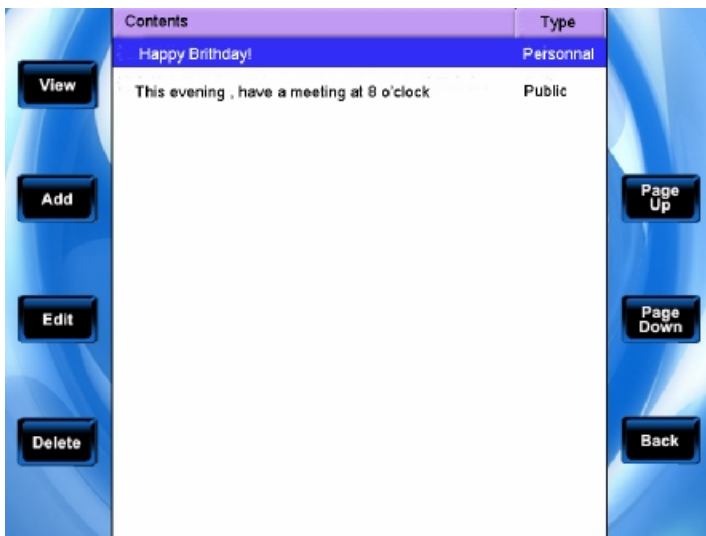 Contents Type
Happy Brithday! Personnal
View
This evening , have a meeting at 8 o'clock Public
Add
Page
Up
Edit
Page
Down
Delete
Back